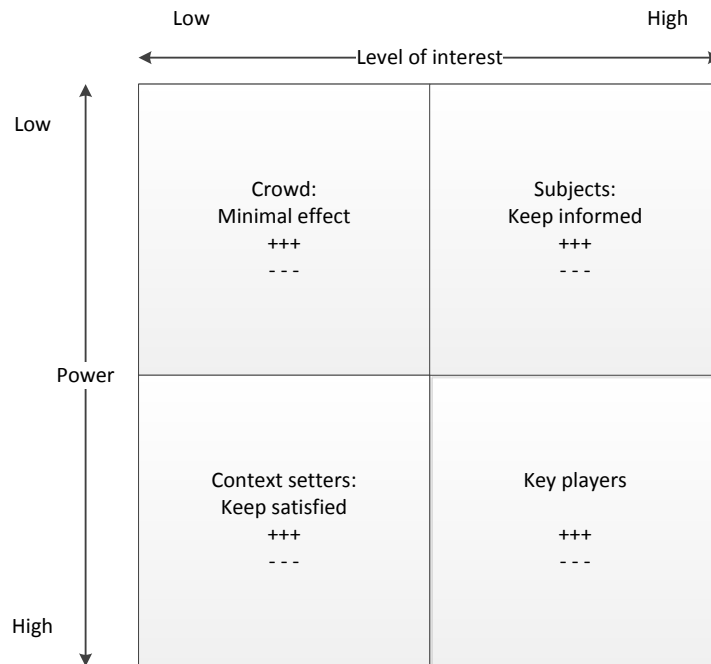 Low
High
Level of interest
Low
Crowd:
Minimal effect
+++
- - -
Subjects:
Keep informed
+++
- - -
Power
Context setters:
Keep satisfied
+++
- - -
Key players
+++
- - -
High